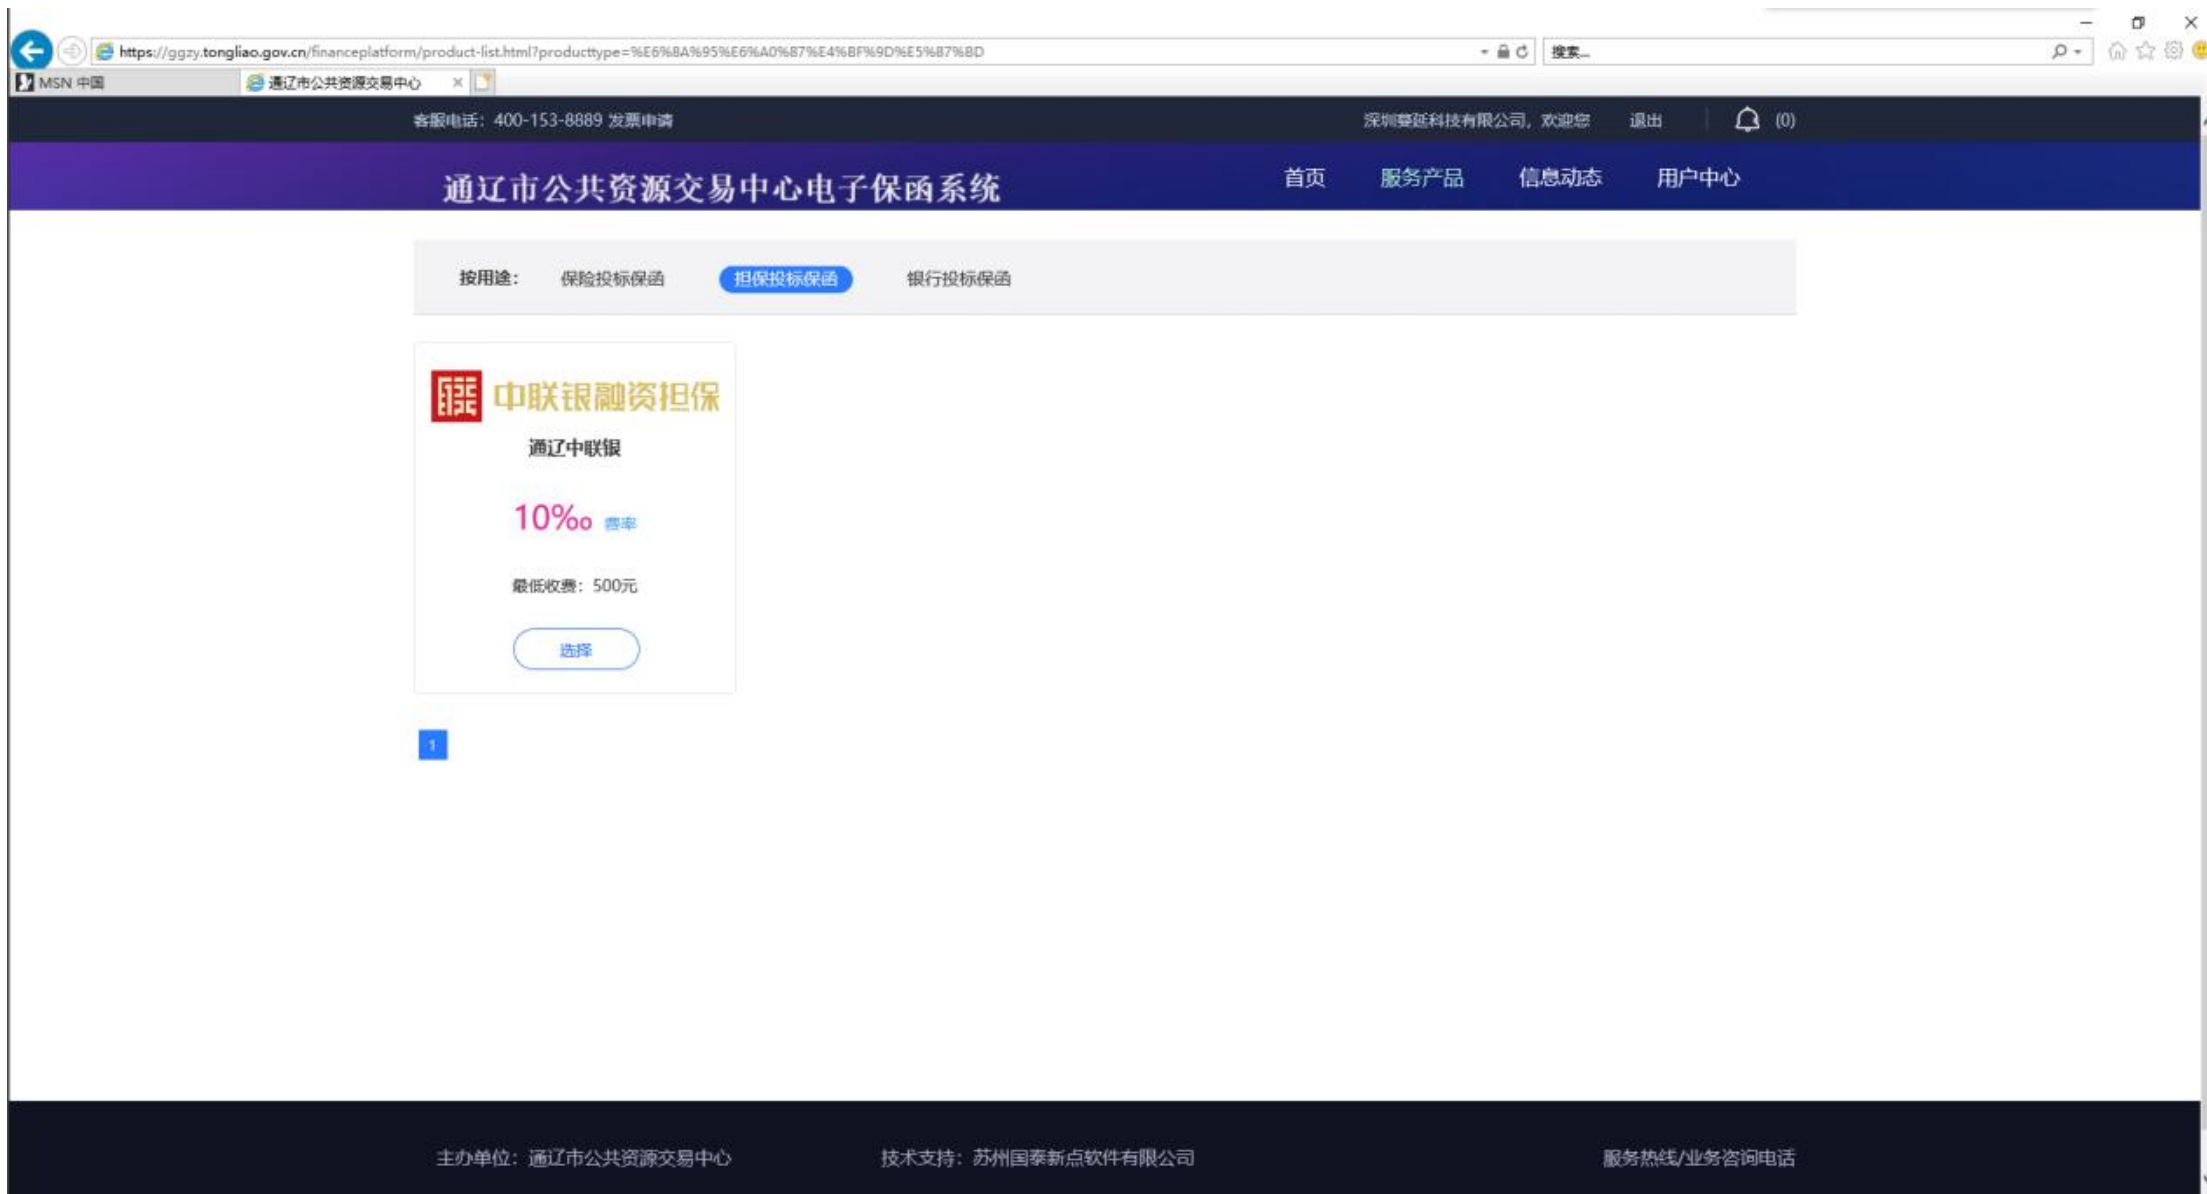 https://ggzy.tongliao.gov.cn/financeplatform/product-list.html?producttype=%E6%8A%95%E6%A0%87%E4%BF%9D%E5%87%BD
搜索...
MSN 中国
通辽市公共资源交易中心
客服电话：400-153-8889 发票申请
深圳蔓延科技有限公司，欢迎您 退出 (0)
通辽市公共资源交易中心电子保函系统
首页 服务产品 信息动态 用户中心
按用途： 保险投标保函 担保投标保函 银行投标保函
中联银融资担保
通辽中联银
10‰ 费率
最低收费：500元
选择
1
主办单位：通辽市公共资源交易中心 技术支持：苏州国泰新点软件有限公司 服务热线/业务咨询电话